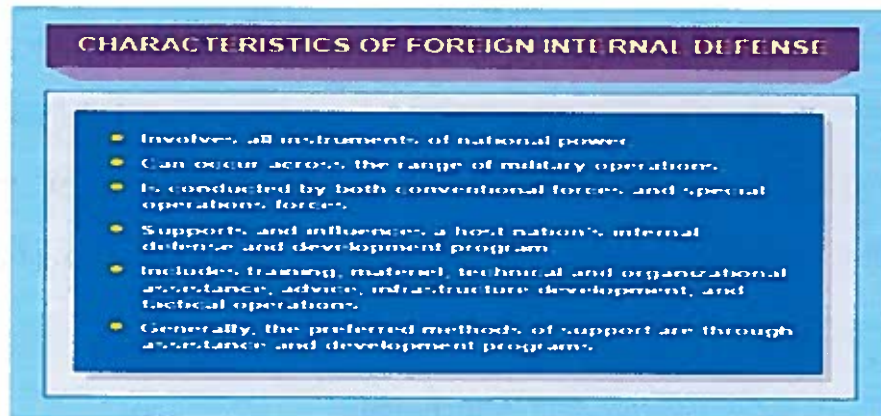 CHARACTERISTICS OF FOREIGN INTERNAL DEFENSE
Involves all instruments of national power.
Can occur across the range of military operations.
Is conducted by both conventional forces and special
operations forces.
Supports and influences a host nation's internal
defense and development program.
Includes training, materiel, technical and organizational
assistance, advice, infrastructure development, and
tactical operations.
Generally, the preferred methods of support are through
assistance and development programs.